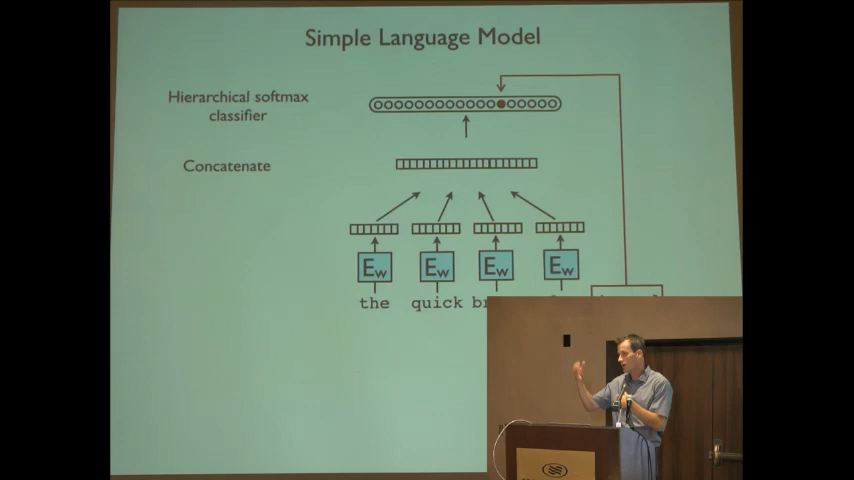 Simple Language Model
Hierarchical softmax
classifier
Concatenate
Ew Ew Ew Ew
the quick